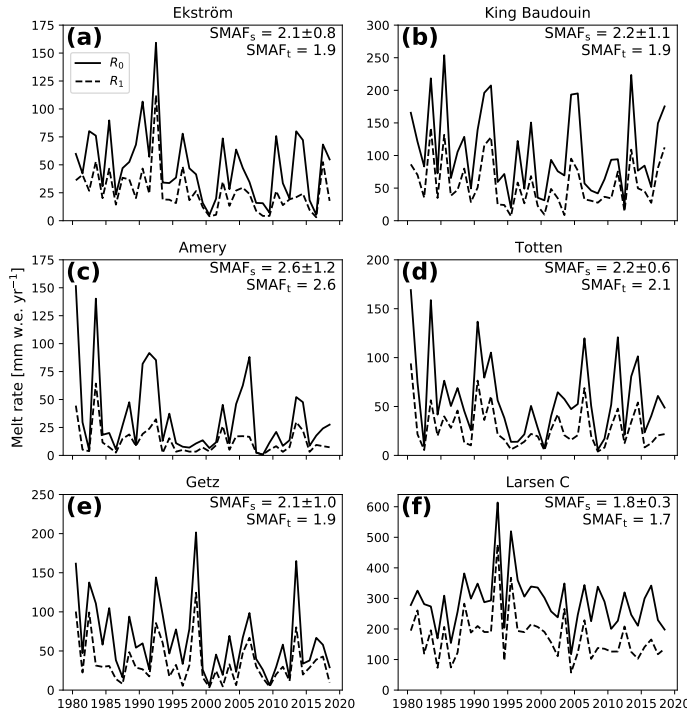 Ekström
(a)
SMAFs = 2.1±0.8
SMAFt = 1.9
R0
R1
175
150
125
100
75
50
25
0
King Baudouin
(b)
SMAFs = 2.2±1.1
SMAFt = 1.9
300
250
200
150
100
50
0
Melt rate [mm w.e. yr−1]
Amery
(c)
SMAFs = 2.6±1.2
SMAFt = 2.6
175
150
125
100
75
50
25
0
Totten
(d)
SMAFs = 2.2±0.6
SMAFt = 2.1
200
150
100
50
0
Getz
(e)
SMAFs = 2.1±1.0
SMAFt = 1.9
250
200
150
100
50
0
1980 1985 1990 1995 2000 2005 2010 2015 2020
Larsen C
(f)
SMAFs = 1.8±0.3
SMAFt = 1.7
600
500
400
300
200
100
0
1980 1985 1990 1995 2000 2005 2010 2015